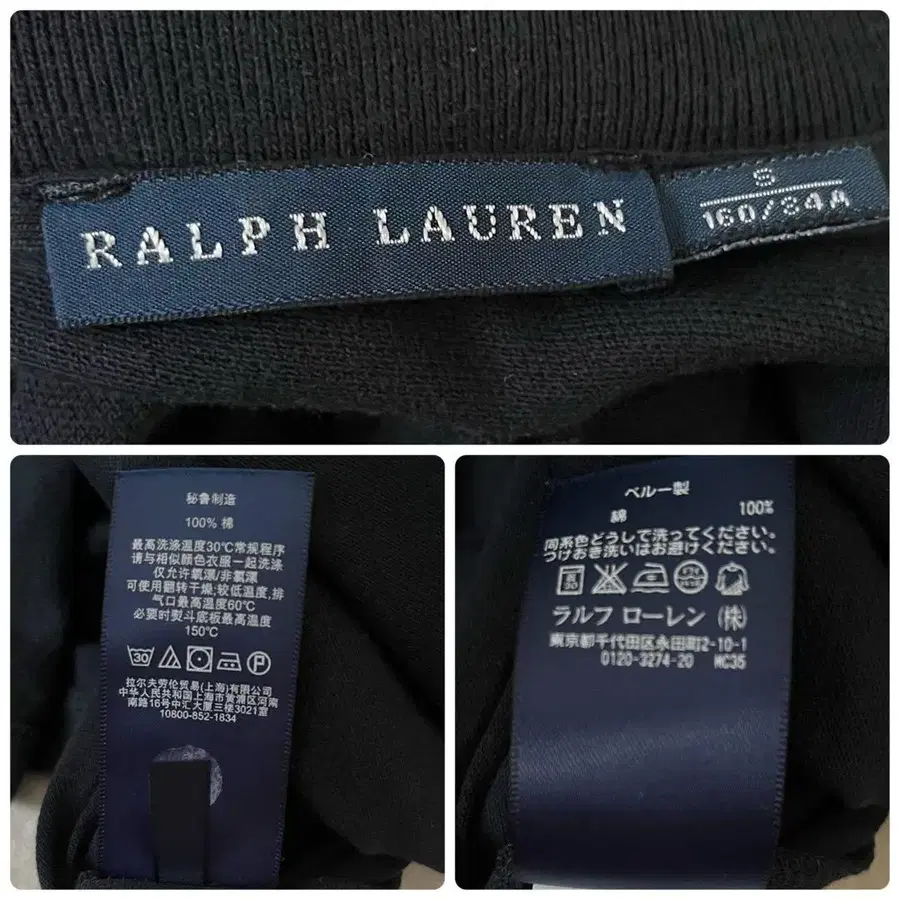 RALPH LAUREN
S
160/84A
秘鲁制造
100% 棉
最高洗涤温度30℃常规程序
请与相似颜色衣服一起洗涤
仅允许氧漂/非氯漂
可使用翻转干燥;较低温度,排
气口最高温度60℃
必要时熨斗底板最高温度
150℃
30
P
拉尔夫劳伦贸易(上海)有限公司
中华人民共和国上海市黄浦区河南
南路16号中汇大厦三楼3021室
10800-852-1834
ペルー製
綿 100%
同系色どうしで洗ってください。
つけおき洗いはお避けください。
ラルフ ローレン (株)
東京都千代田区永田町2-10-1
0120-3274-20 MC35